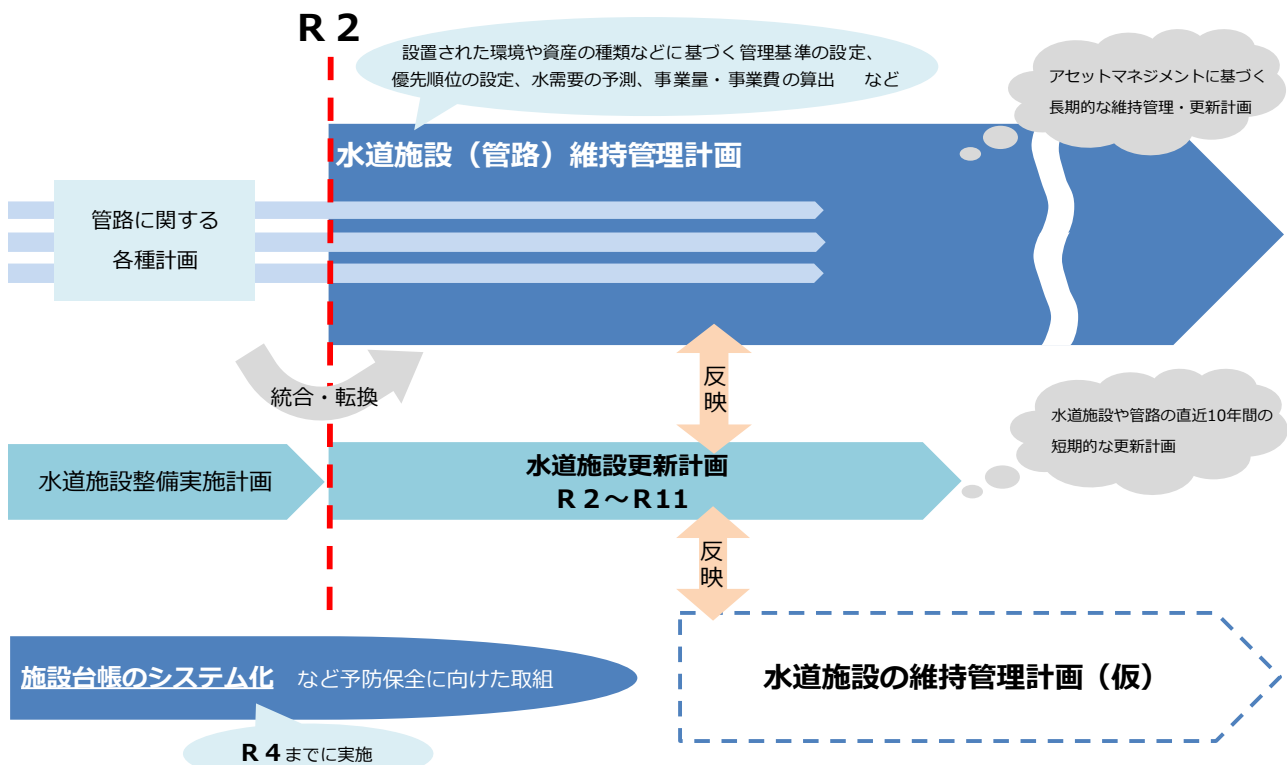 R 2
設置された環境や資産の種類などに基づく管理基準の設定、
優先順位の設定、水需要の予測、事業量・事業費の算出　など
アセットマネジメントに基づく
長期的な維持管理・更新計画
水道施設（管路）維持管理計画
管路に関する
各種計画
統合・転換
反映
水道施設や管路の直近10年間の
短期的な更新計画
水道施設整備実施計画
水道施設更新計画
R 2～R11
反映
施設台帳のシステム化　など予防保全に向けた取組
水道施設の維持管理計画（仮）
R 4までに実施